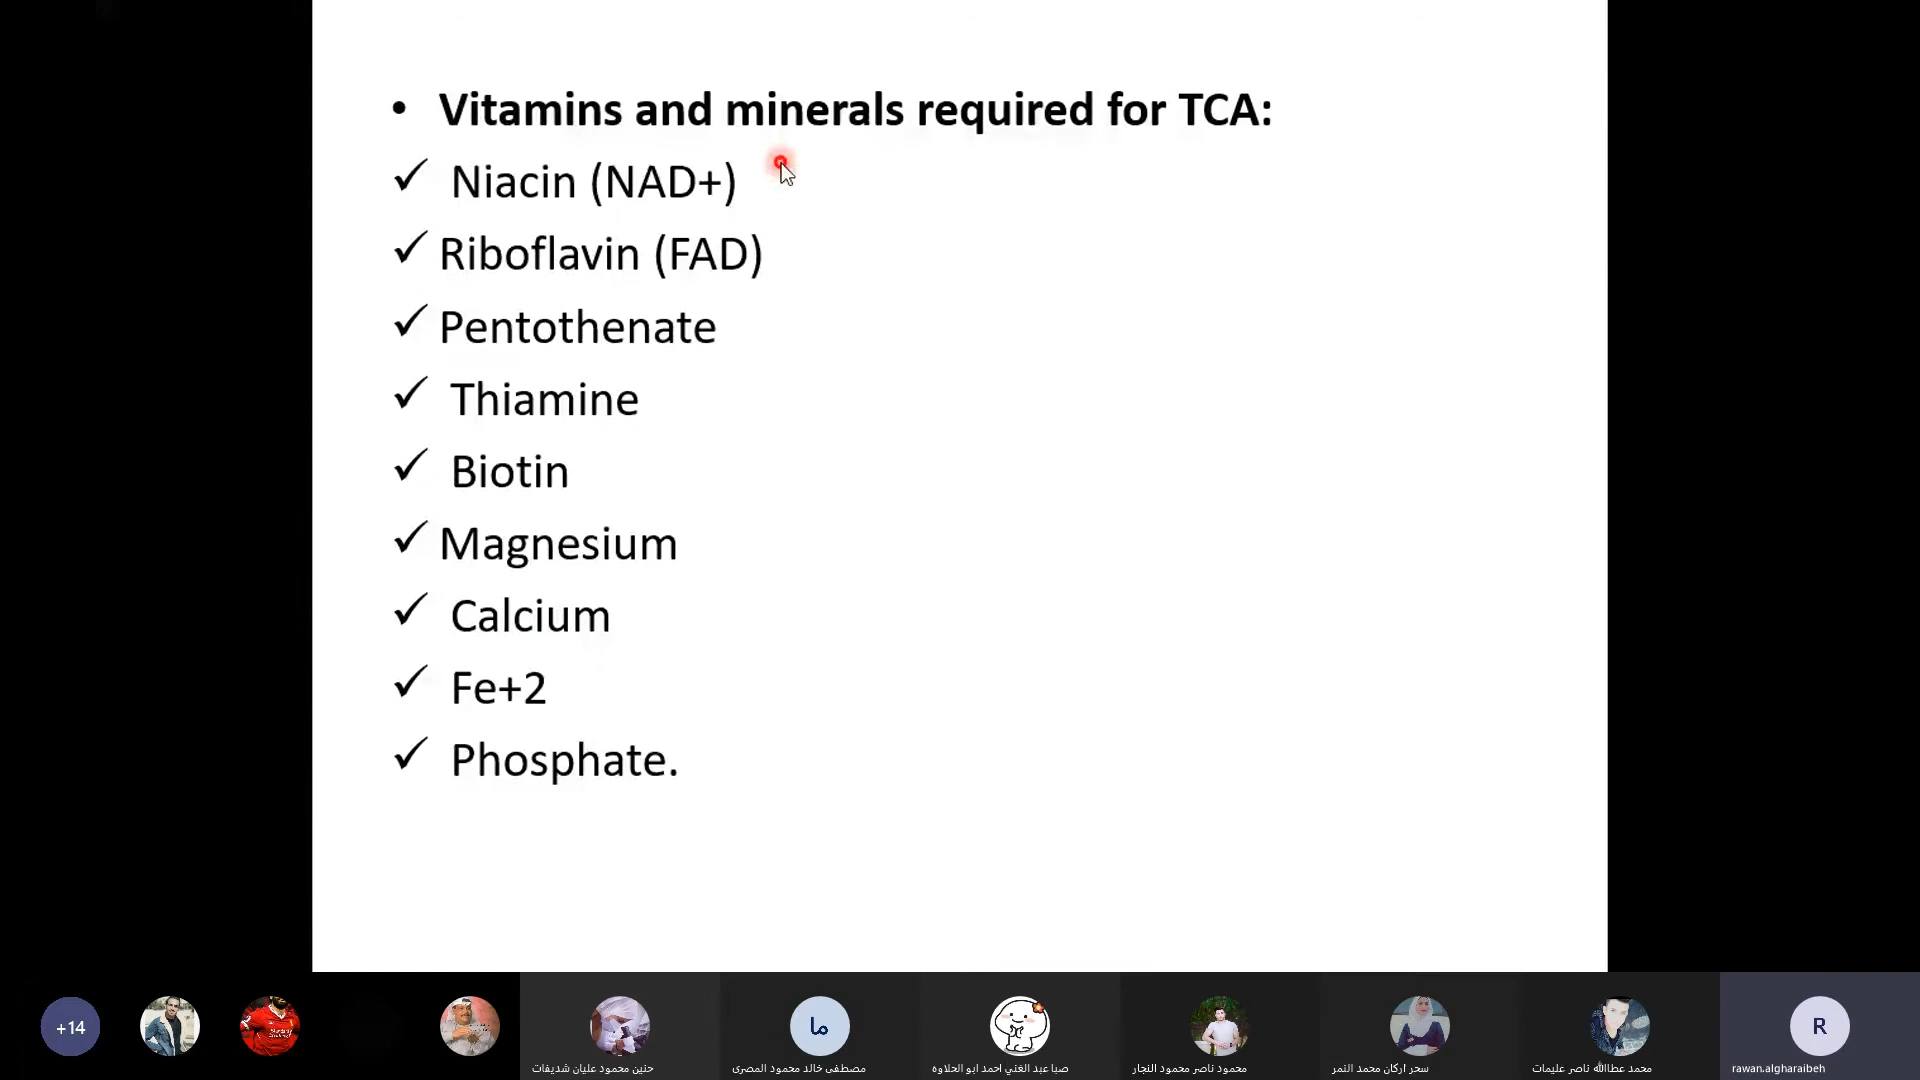 • Vitamins and minerals required for TCA:
✓ Niacin (NAD+)
✓ Riboflavin (FAD)
✓ Pentothenate
✓ Thiamine
✓ Biotin
✓ Magnesium
✓ Calcium
✓ Fe+2
✓ Phosphate.
+14
ما
R
حنين محمود عليان شديفات
مصطفى خالد محمود المصرى
صبا عبد الغني احمد ابو الحلاوه
محمود ناصر محمود النجار
سحر اركان محمد النمر
محمد عطاالله ناصر عليمات
rawan.algharaibeh